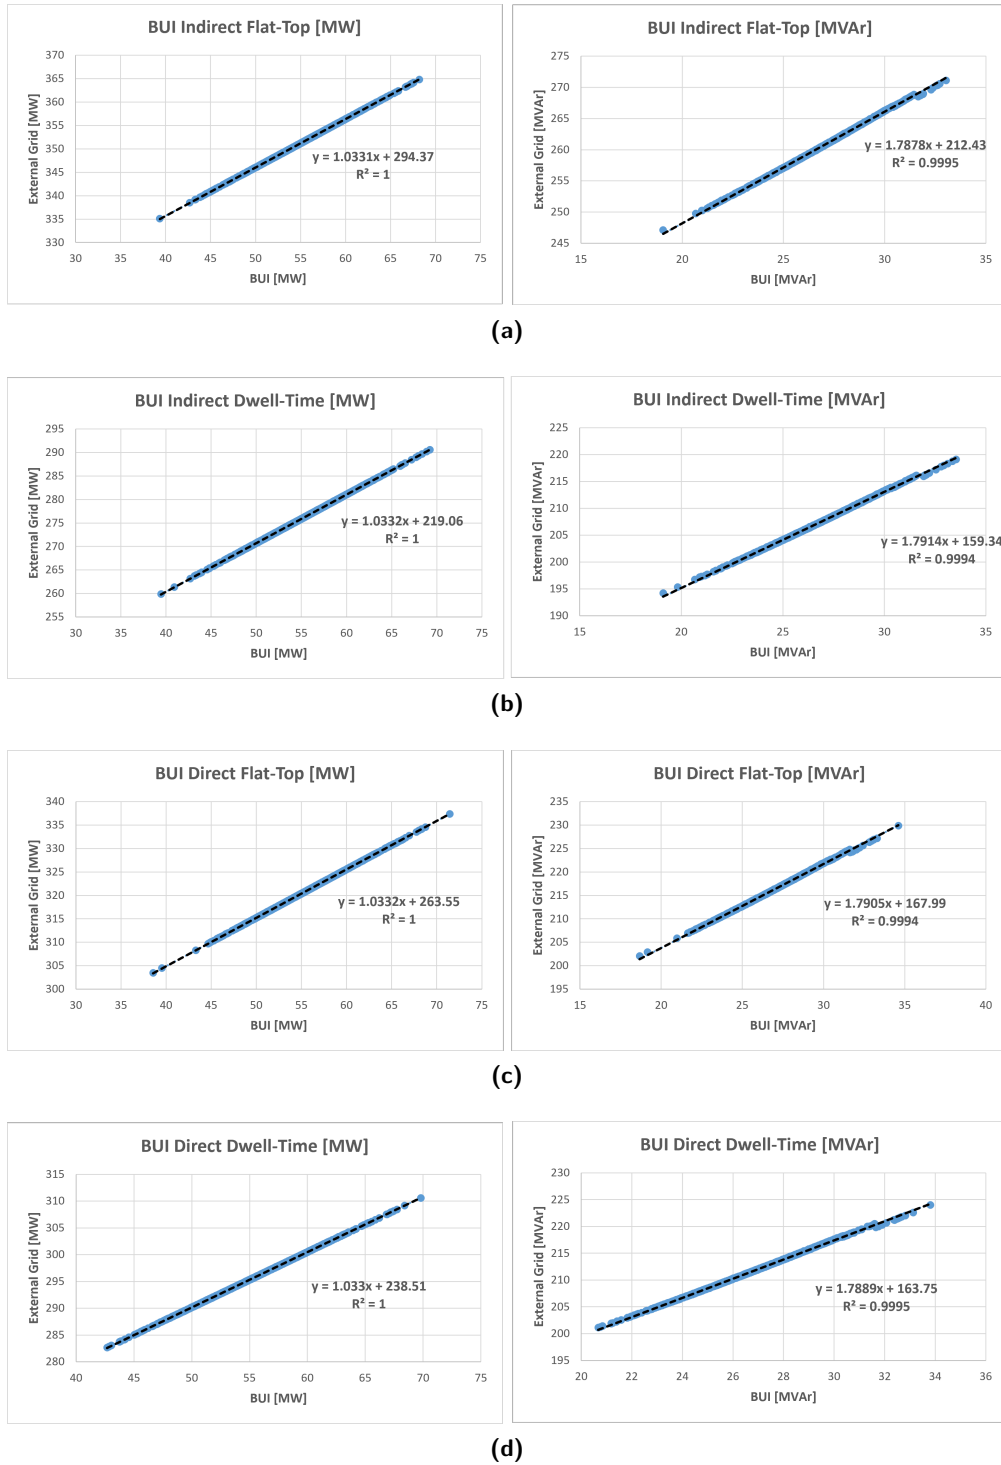 BUI Indirect Flat-Top [MW]
External Grid [MW]
370
365
360
355
350
345
340
335
330
y = 1.0331x + 294.37
R² = 1
30 35 40 45 50 55 60 65 70 75
BUI [MW]
BUI Indirect Flat-Top [MVAr]
External Grid [MVAr]
275
270
265
260
255
250
245
y = 1.7878x + 212.43
R² = 0.9995
15 20 25 30 35
BUI [MVAr]
(a)
BUI Indirect Dwell-Time [MW]
External Grid [MW]
295
290
285
280
275
270
265
260
255
y = 1.0332x + 219.06
R² = 1
30 35 40 45 50 55 60 65 70 75
BUI [MW]
BUI Indirect Dwell-Time [MVAr]
External Grid [MVAr]
225
220
215
210
205
200
195
190
y = 1.7914x + 159.34
R² = 0.9994
15 20 25 30 35
BUI [MVAr]
(b)
BUI Direct Flat-Top [MW]
External Grid [MW]
340
335
330
325
320
315
310
305
300
y = 1.0332x + 263.55
R² = 1
30 35 40 45 50 55 60 65 70 75
BUI [MW]
BUI Direct Flat-Top [MVAr]
External Grid [MVAr]
235
230
225
220
215
210
205
200
195
y = 1.7905x + 167.99
R² = 0.9994
15 20 25 30 35 40
BUI [MVAr]
(c)
BUI Direct Dwell-Time [MW]
External Grid [MW]
315
310
305
300
295
290
285
280
y = 1.033x + 238.51
R² = 1
40 45 50 55 60 65 70 75
BUI [MW]
BUI Direct Dwell-Time [MVAr]
External Grid [MVAr]
230
225
220
215
210
205
200
195
y = 1.7889x + 163.75
R² = 0.9995
20 22 24 26 28 30 32 34 36
BUI [MVAr]
(d)